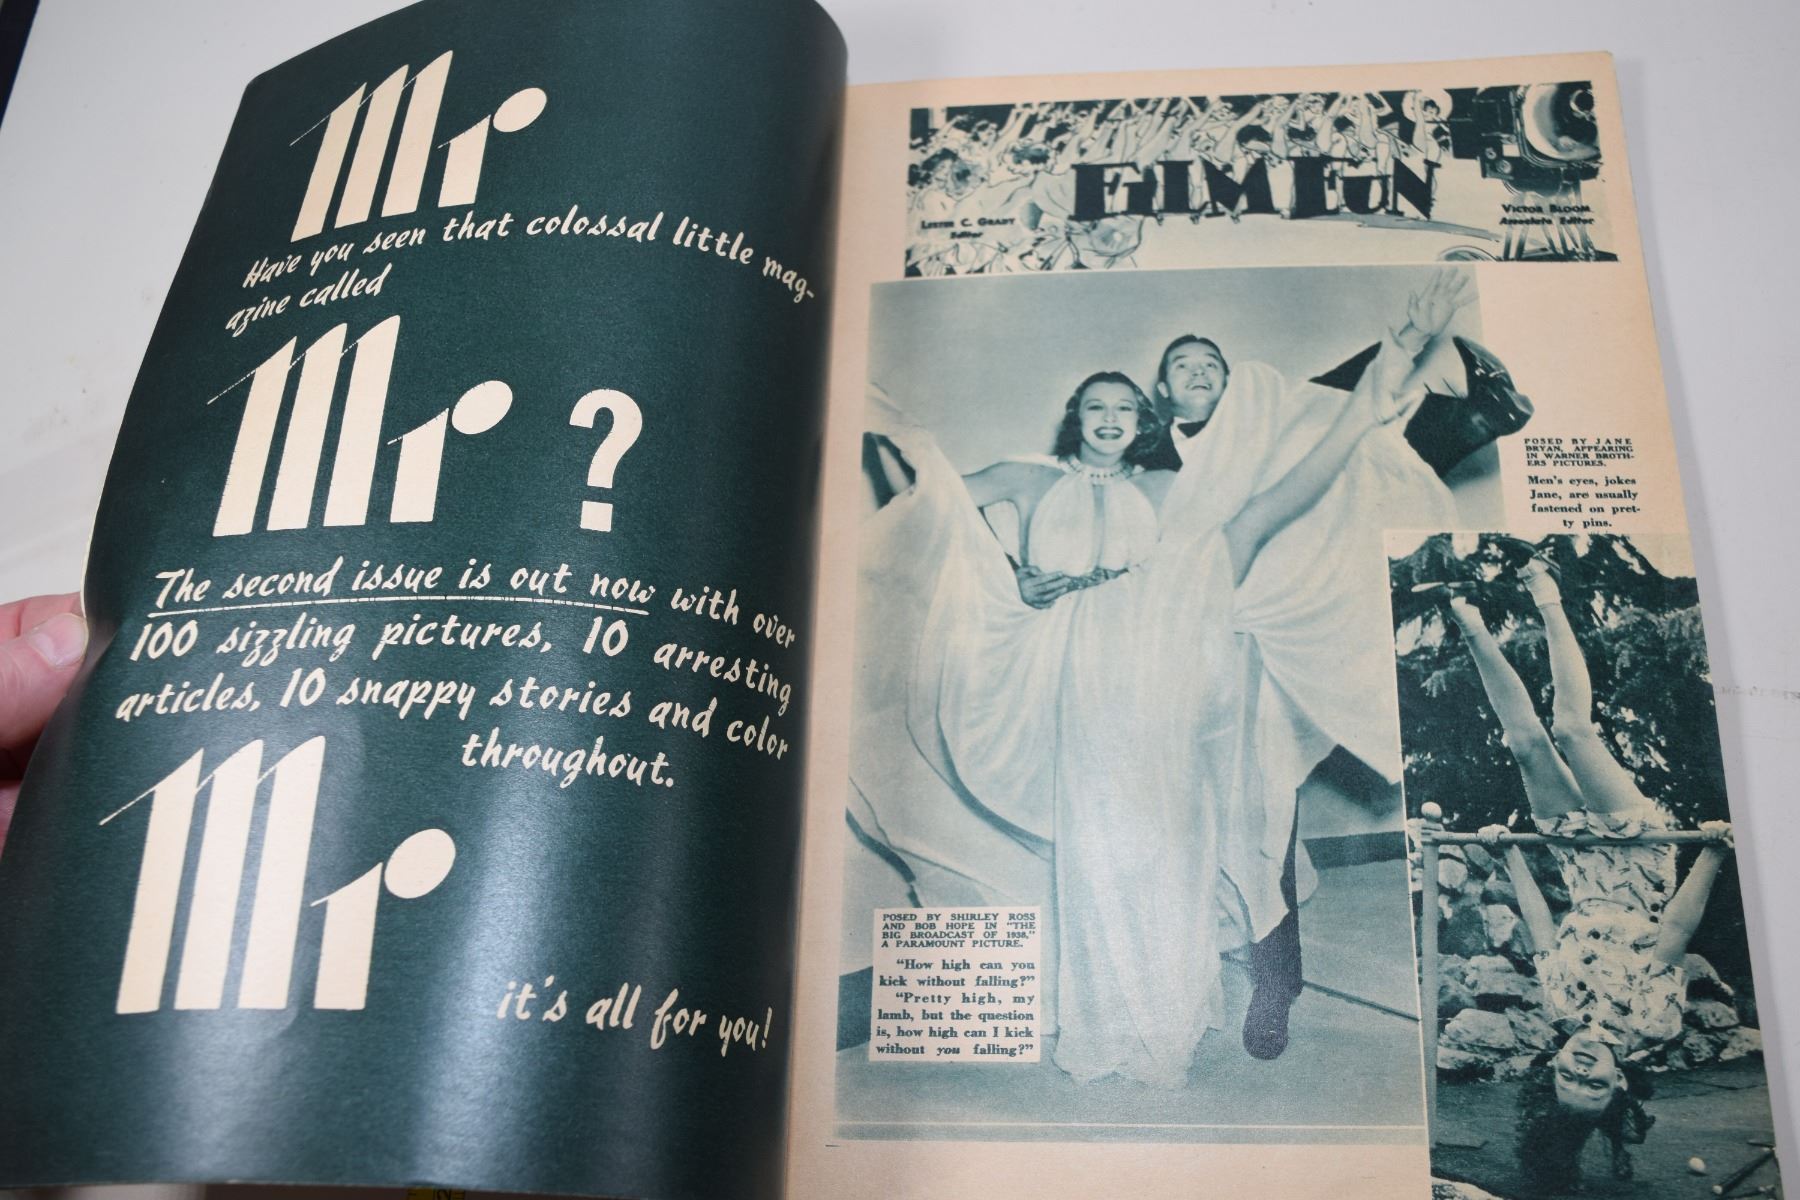 Mr
Have you seen that colossal little mag-
azine called
Mr ?
The second issue is out now with over
100 sizzling pictures, 10 arresting
articles, 10 snappy stories and color
throughout.
Mr
it's all for you!
FILM FUN
LESTER C. GRADY
Editor
VICTOR BLOOM
Associate Editor
POSED BY JANE
BRYAN, APPEARING
IN WARNER BROTH-
ERS PICTURES.
Men's eyes, jokes
Jane, are usually
fastened on pret-
ty pins.
POSED BY SHIRLEY ROSS
AND BOB HOPE IN "THE
BIG BROADCAST OF 1938,"
A PARAMOUNT PICTURE.
"How high can you
kick without falling?"
"Pretty high, my
lamb, but the question
is, how high can I kick
without you falling?"